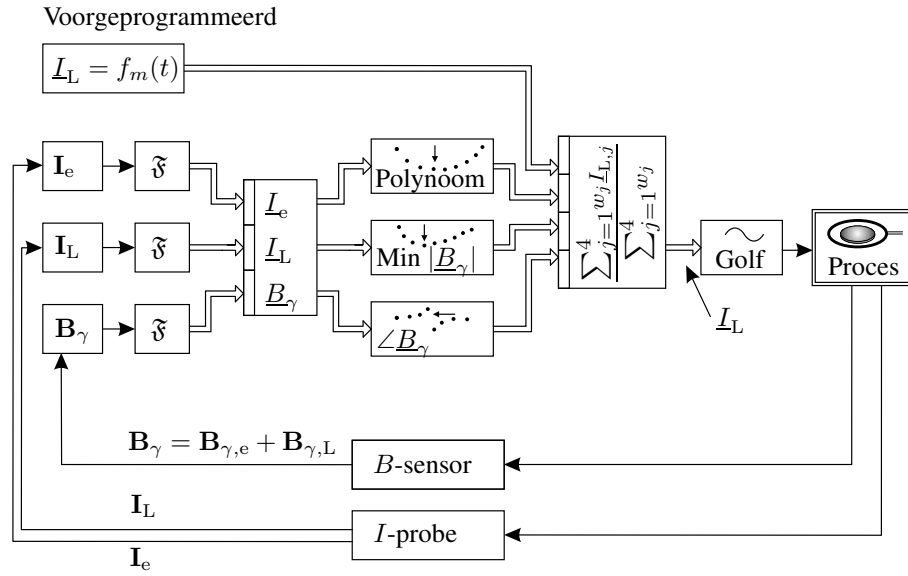 Voorgeprogrammeerd
I_L = f_m(t)
I_e
𝔉
I_e
Polynoom
I_L
𝔉
I_L
Min |B_γ|
B_γ
𝔉
B_γ
∠B_γ
∑_{j=1}^4 w_j I_{L,j}
∑_{j=1}^4 w_j
Golf
Proces
I_L
B_γ = B_{γ,e} + B_{γ,L}
B-sensor
I_L
I-probe
I_e